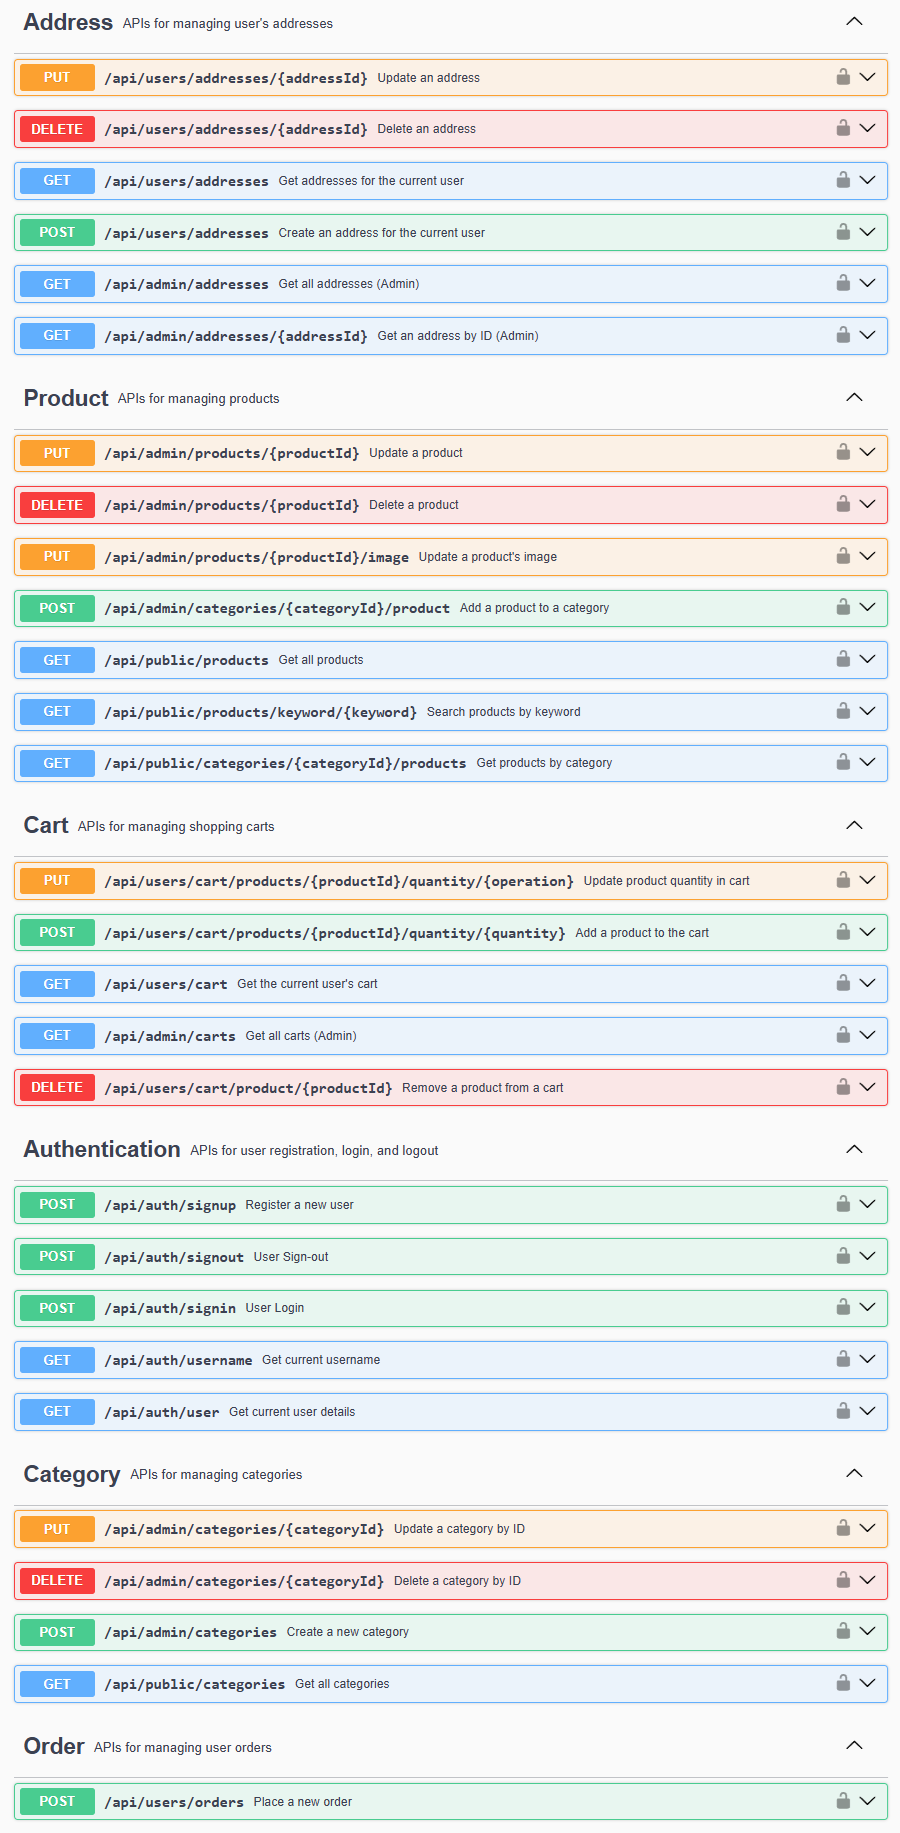 Address APIs for managing user's addresses
PUT /api/users/addresses/{addressId} Update an address
DELETE /api/users/addresses/{addressId} Delete an address
GET /api/users/addresses Get addresses for the current user
POST /api/users/addresses Create an address for the current user
GET /api/admin/addresses Get all addresses (Admin)
GET /api/admin/addresses/{addressId} Get an address by ID (Admin)
Product APIs for managing products
PUT /api/admin/products/{productId} Update a product
DELETE /api/admin/products/{productId} Delete a product
PUT /api/admin/products/{productId}/image Update a product's image
POST /api/admin/categories/{categoryId}/product Add a product to a category
GET /api/public/products Get all products
GET /api/public/products/keyword/{keyword} Search products by keyword
GET /api/public/categories/{categoryId}/products Get products by category
Cart APIs for managing shopping carts
PUT /api/users/cart/products/{productId}/quantity/{operation} Update product quantity in cart
POST /api/users/cart/products/{productId}/quantity/{quantity} Add a product to the cart
GET /api/users/cart Get the current user's cart
GET /api/admin/carts Get all carts (Admin)
DELETE /api/users/cart/product/{productId} Remove a product from a cart
Authentication APIs for user registration, login, and logout
POST /api/auth/signup Register a new user
POST /api/auth/signout User Sign-out
POST /api/auth/signin User Login
GET /api/auth/username Get current username
GET /api/auth/user Get current user details
Category APIs for managing categories
PUT /api/admin/categories/{categoryId} Update a category by ID
DELETE /api/admin/categories/{categoryId} Delete a category by ID
POST /api/admin/categories Create a new category
GET /api/public/categories Get all categories
Order APIs for managing user orders
POST /api/users/orders Place a new order